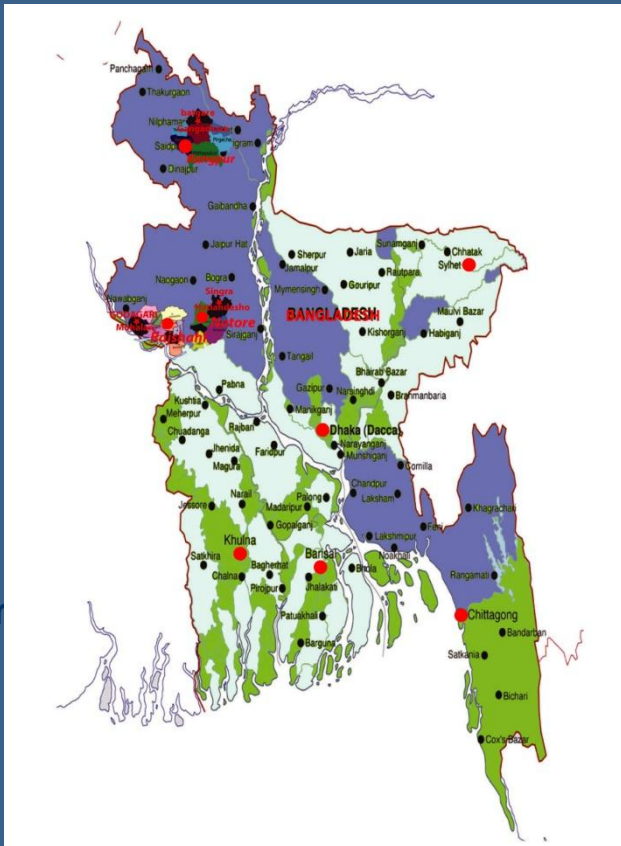 Panchagarh
Thakurgaon
Nilphamari
Dinajpur
Gaibandha
Jaipur Hat
Naogaon
Bogra
Singra
Nawabganj
GODAGARI
Natore
Rajshahi
Sirajganj
Sherpur
Jamalpur
Jaria
Sunamganj
Chhatak
Sylhet
Gouripur
Rautpara
Mymensingh
BANGLADESH
Maulvi Bazar
Kishorganj
Habiganj
Tangail
Bhairab Bazar
Gazipur
Narsinghdi
Brahmanbaria
Pabna
Manikganj
Kushtia
Meherpur
Rajbari
Dhaka (Dacca)
Chuadanga
Faridpur
Narayanganj
Munshiganj
Jhenida
Magura
Comilla
Chandpur
Laksham
Jessore
Narail
Palong
Madaripur
Khagrachari
Gopalganj
Feni
Lakshmipur
Noakhali
Khulna
Satkhira
Barisal
Bagherhat
Bhola
Chalna
Jhalakati
Pirojpur
Rangamati
Patuakhali
Chittagong
Barguna
Bandarban
Satkania
Bichari
Cox's Bazar